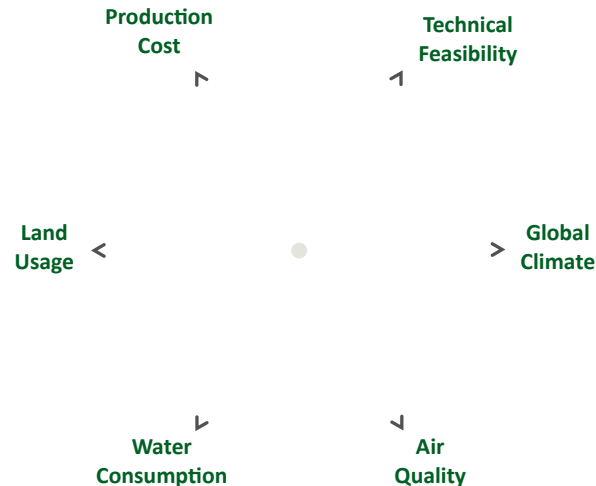 Production
Cost
Technical
Feasibility
Land
Usage
Global
Climate
Water
Consumption
Air
Quality